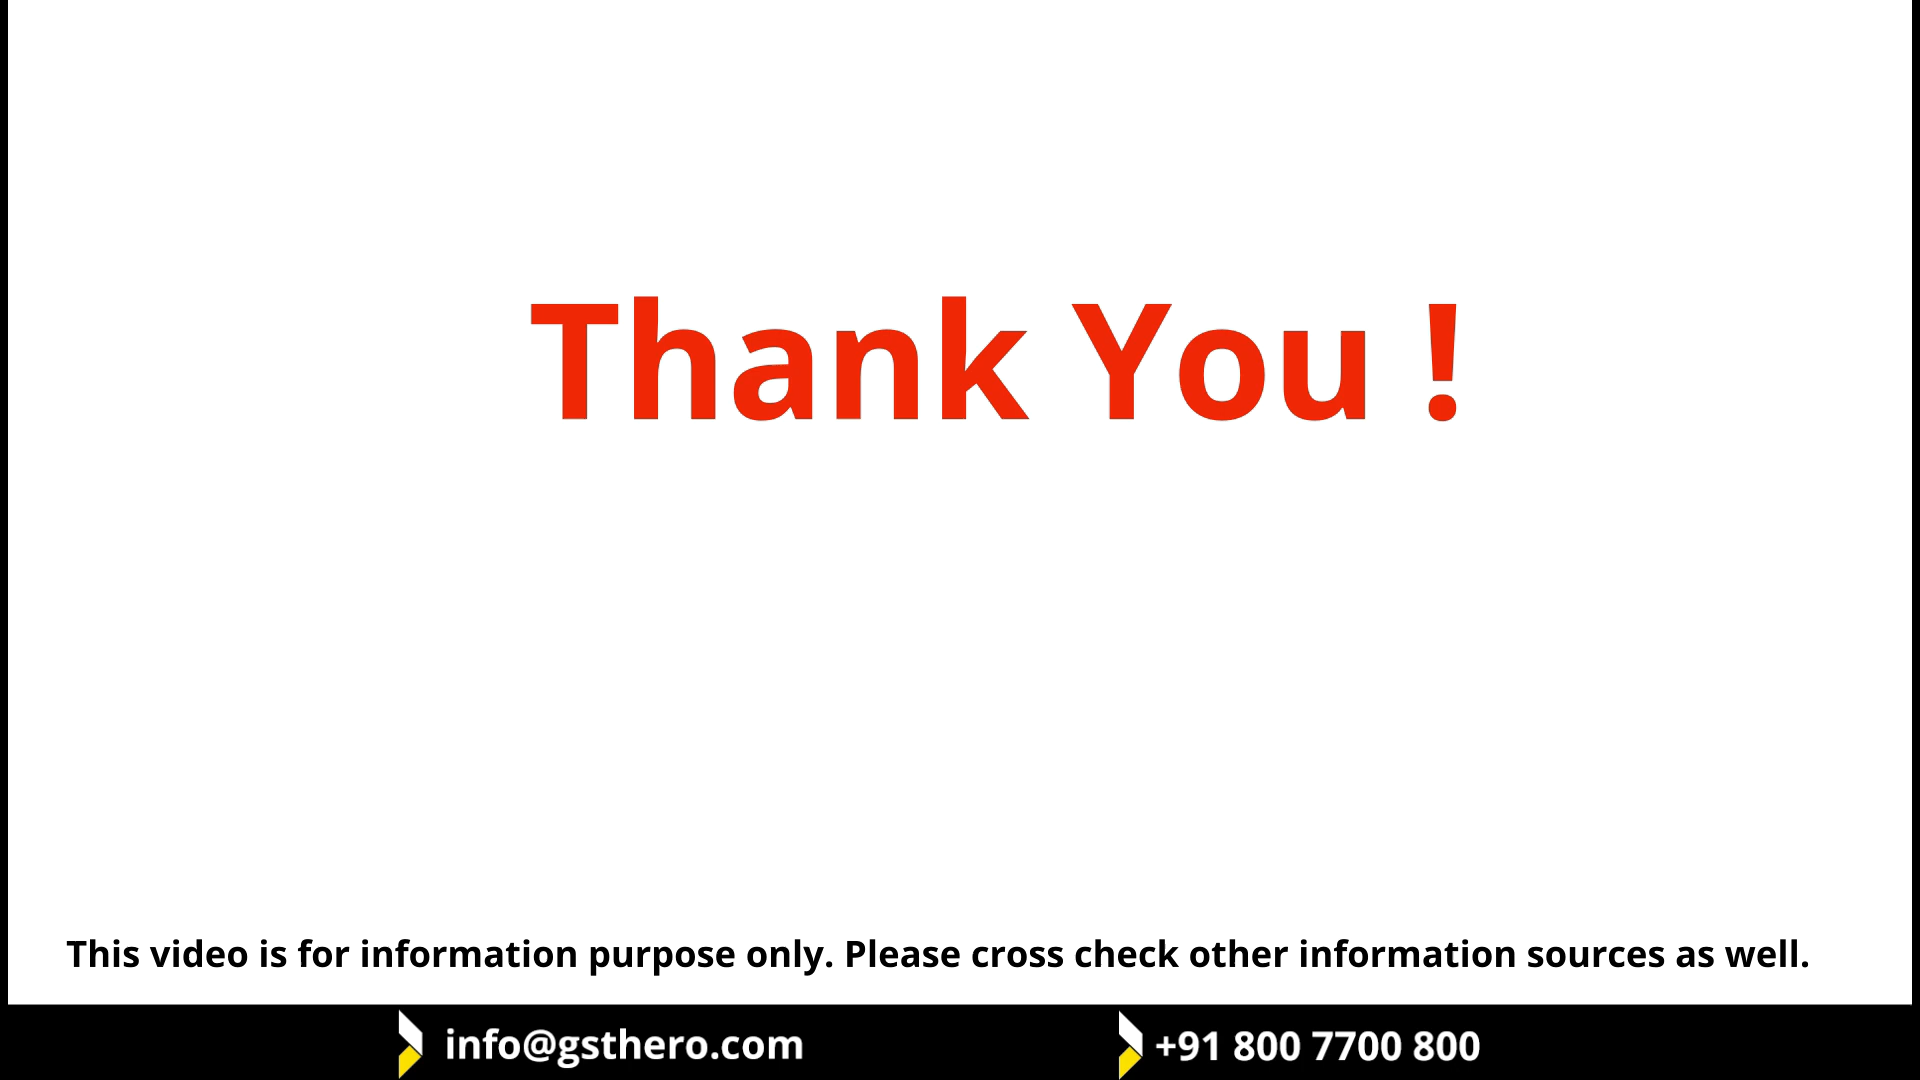 Thank You !
This video is for information purpose only. Please cross check other information sources as well.
info@gsthero.com
+91 800 7700 800